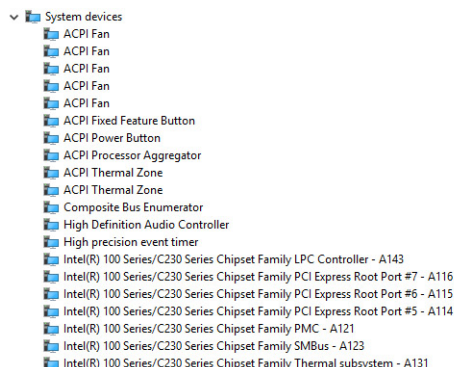 System devices
ACPI Fan
ACPI Fan
ACPI Fan
ACPI Fan
ACPI Fan
ACPI Fixed Feature Button
ACPI Power Button
ACPI Processor Aggregator
ACPI Thermal Zone
ACPI Thermal Zone
Composite Bus Enumerator
High Definition Audio Controller
High precision event timer
Intel(R) 100 Series/C230 Series Chipset Family LPC Controller - A143
Intel(R) 100 Series/C230 Series Chipset Family PCI Express Root Port #7 - A116
Intel(R) 100 Series/C230 Series Chipset Family PCI Express Root Port #6 - A115
Intel(R) 100 Series/C230 Series Chipset Family PCI Express Root Port #5 - A114
Intel(R) 100 Series/C230 Series Chipset Family PMC - A121
Intel(R) 100 Series/C230 Series Chipset Family SMBus - A123
Intel(R) 100 Series/C230 Series Chipset Family Thermal subsystem - A131